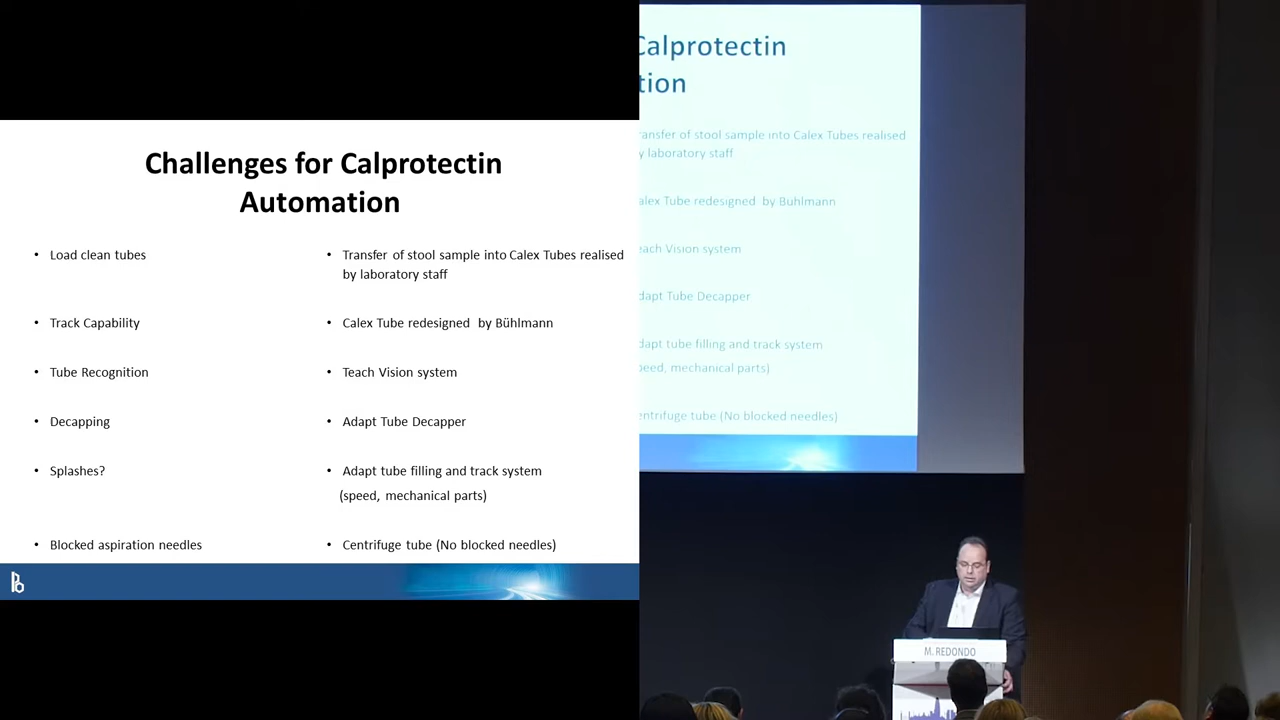 Challenges for Calprotectin
Automation
• Load clean tubes
• Transfer of stool sample into Calex Tubes realised
by laboratory staff
• Track Capability
• Calex Tube redesigned by Bühlmann
• Tube Recognition
• Teach Vision system
• Decapping
• Adapt Tube Decapper
• Splashes?
• Adapt tube filling and track system
(speed, mechanical parts)
• Blocked aspiration needles
• Centrifuge tube (No blocked needles)
Calprotectin
tion
ansfer of stool sample into Calex Tubes realised
y laboratory staff
alex Tube redesigned by Buhlmann
each Vision system
dapt Tube Decapper
dapt tube filling and track system
peed, mechanical parts)
entrifuge tube (No blocked needles)
M. REDONDO